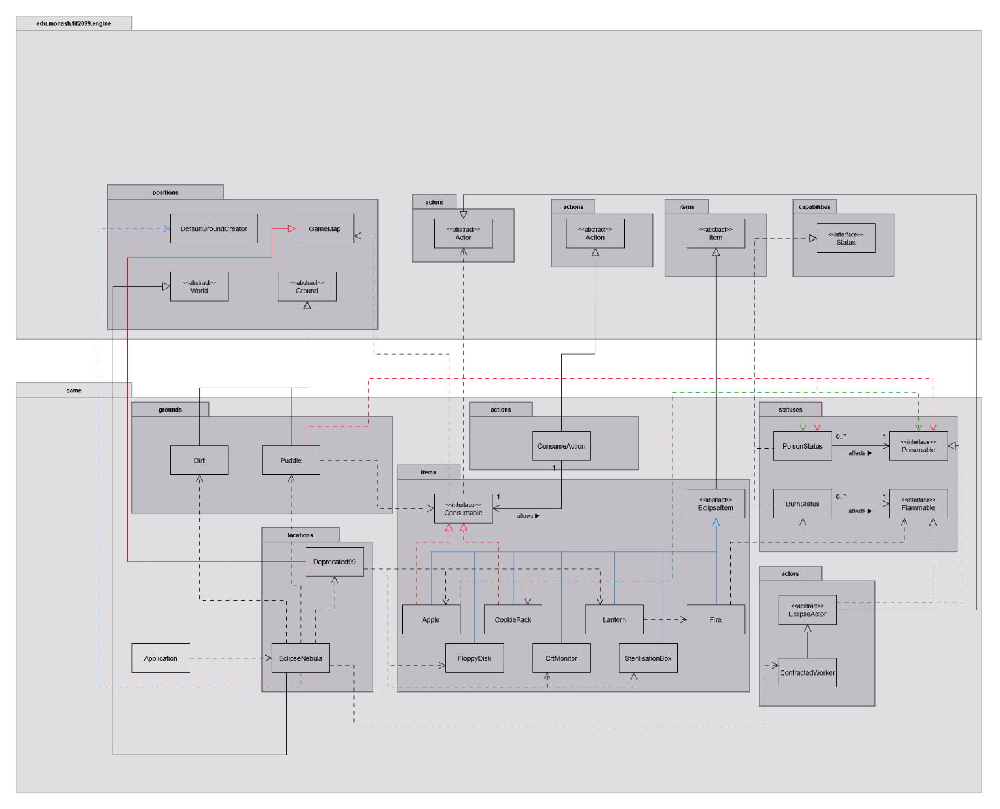 edu.monash.fit2099.engine
positions
DefaultGroundCreator
GameMap
<<abstract>>
World
<<abstract>>
Ground
actors
<<abstract>>
Actor
actions
<<abstract>>
Action
items
<<abstract>>
Item
capabilities
<<interface>>
Status
game
grounds
Dirt
Puddle
actions
ConsumeAction
1
statuses
PoisonStatus
0..*
1
affects ▶
<<interface>>
Poisonable
BurnStatus
0..*
1
affects ▶
<<interface>>
Flammable
items
<<interface>>
Consumable
1
allows ▶
<<abstract>>
EclipseItem
Apple
CookiePack
Lantern
Fire
FloppyDisk
CrtMonitor
SterilisationBox
locations
Deprecated99
EclipseNebula
Application
actors
<<abstract>>
EclipseActor
ContractedWorker